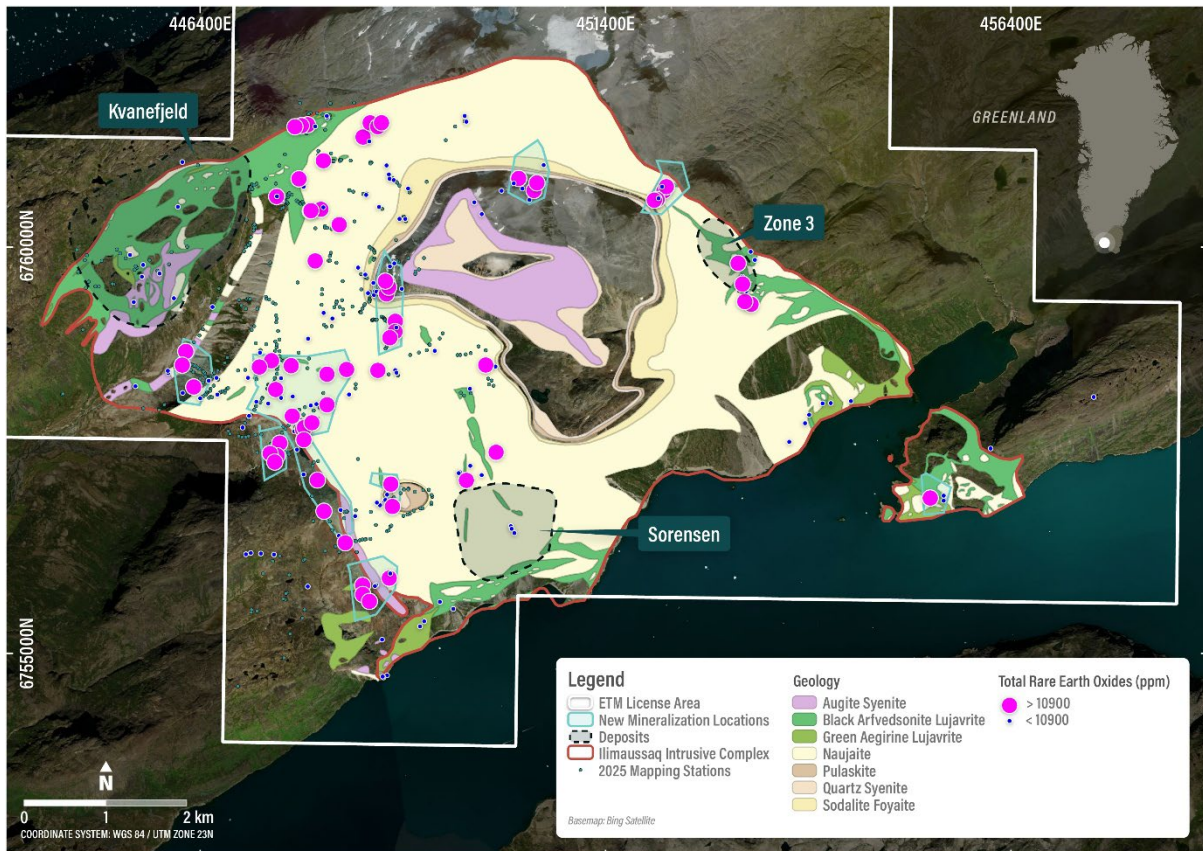 446400E
451400E
456400E
Kvanefjeld
GREENLAND
6760000N
Zone 3
Sorensen
6755000N
Legend
ETM License Area
New Mineralization Locations
Deposits
Ilimaussaq Intrusive Complex
2025 Mapping Stations
Basemap: Bing Satellite
Geology
Augite Syenite
Black Arfvedsonite Lujavrite
Green Aegirine Lujavrite
Naujaite
Pulaskite
Quartz Syenite
Sodalite Foyaite
Total Rare Earth Oxides (ppm)
> 10900
< 10900
N
0 1 2 km
COORDINATE SYSTEM: WGS 84 / UTM ZONE 23N